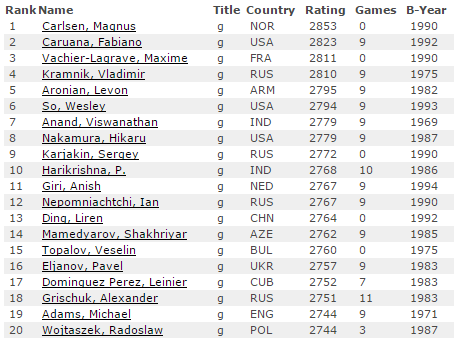 Rank Name Title Country Rating Games B-Year
1 Carlsen, Magnus g NOR 2853 0 1990
2 Caruana, Fabiano g USA 2823 9 1992
3 Vachier-Lagrave, Maxime g FRA 2811 0 1990
4 Kramnik, Vladimir g RUS 2810 9 1975
5 Aronian, Levon g ARM 2795 9 1982
6 So, Wesley g USA 2794 9 1993
7 Anand, Viswanathan g IND 2779 9 1969
8 Nakamura, Hikaru g USA 2779 9 1987
9 Karjakin, Sergey g RUS 2772 0 1990
10 Harikrishna, P. g IND 2768 10 1986
11 Giri, Anish g NED 2767 9 1994
12 Nepomniachtchi, Ian g RUS 2767 9 1990
13 Ding, Liren g CHN 2764 0 1992
14 Mamedyarov, Shakhriyar g AZE 2762 9 1985
15 Topalov, Veselin g BUL 2760 0 1975
16 Eljanov, Pavel g UKR 2757 9 1983
17 Dominguez Perez, Leinier g CUB 2752 7 1983
18 Grischuk, Alexander g RUS 2751 11 1983
19 Adams, Michael g ENG 2744 9 1971
20 Wojtaszek, Radoslaw g POL 2744 3 1987